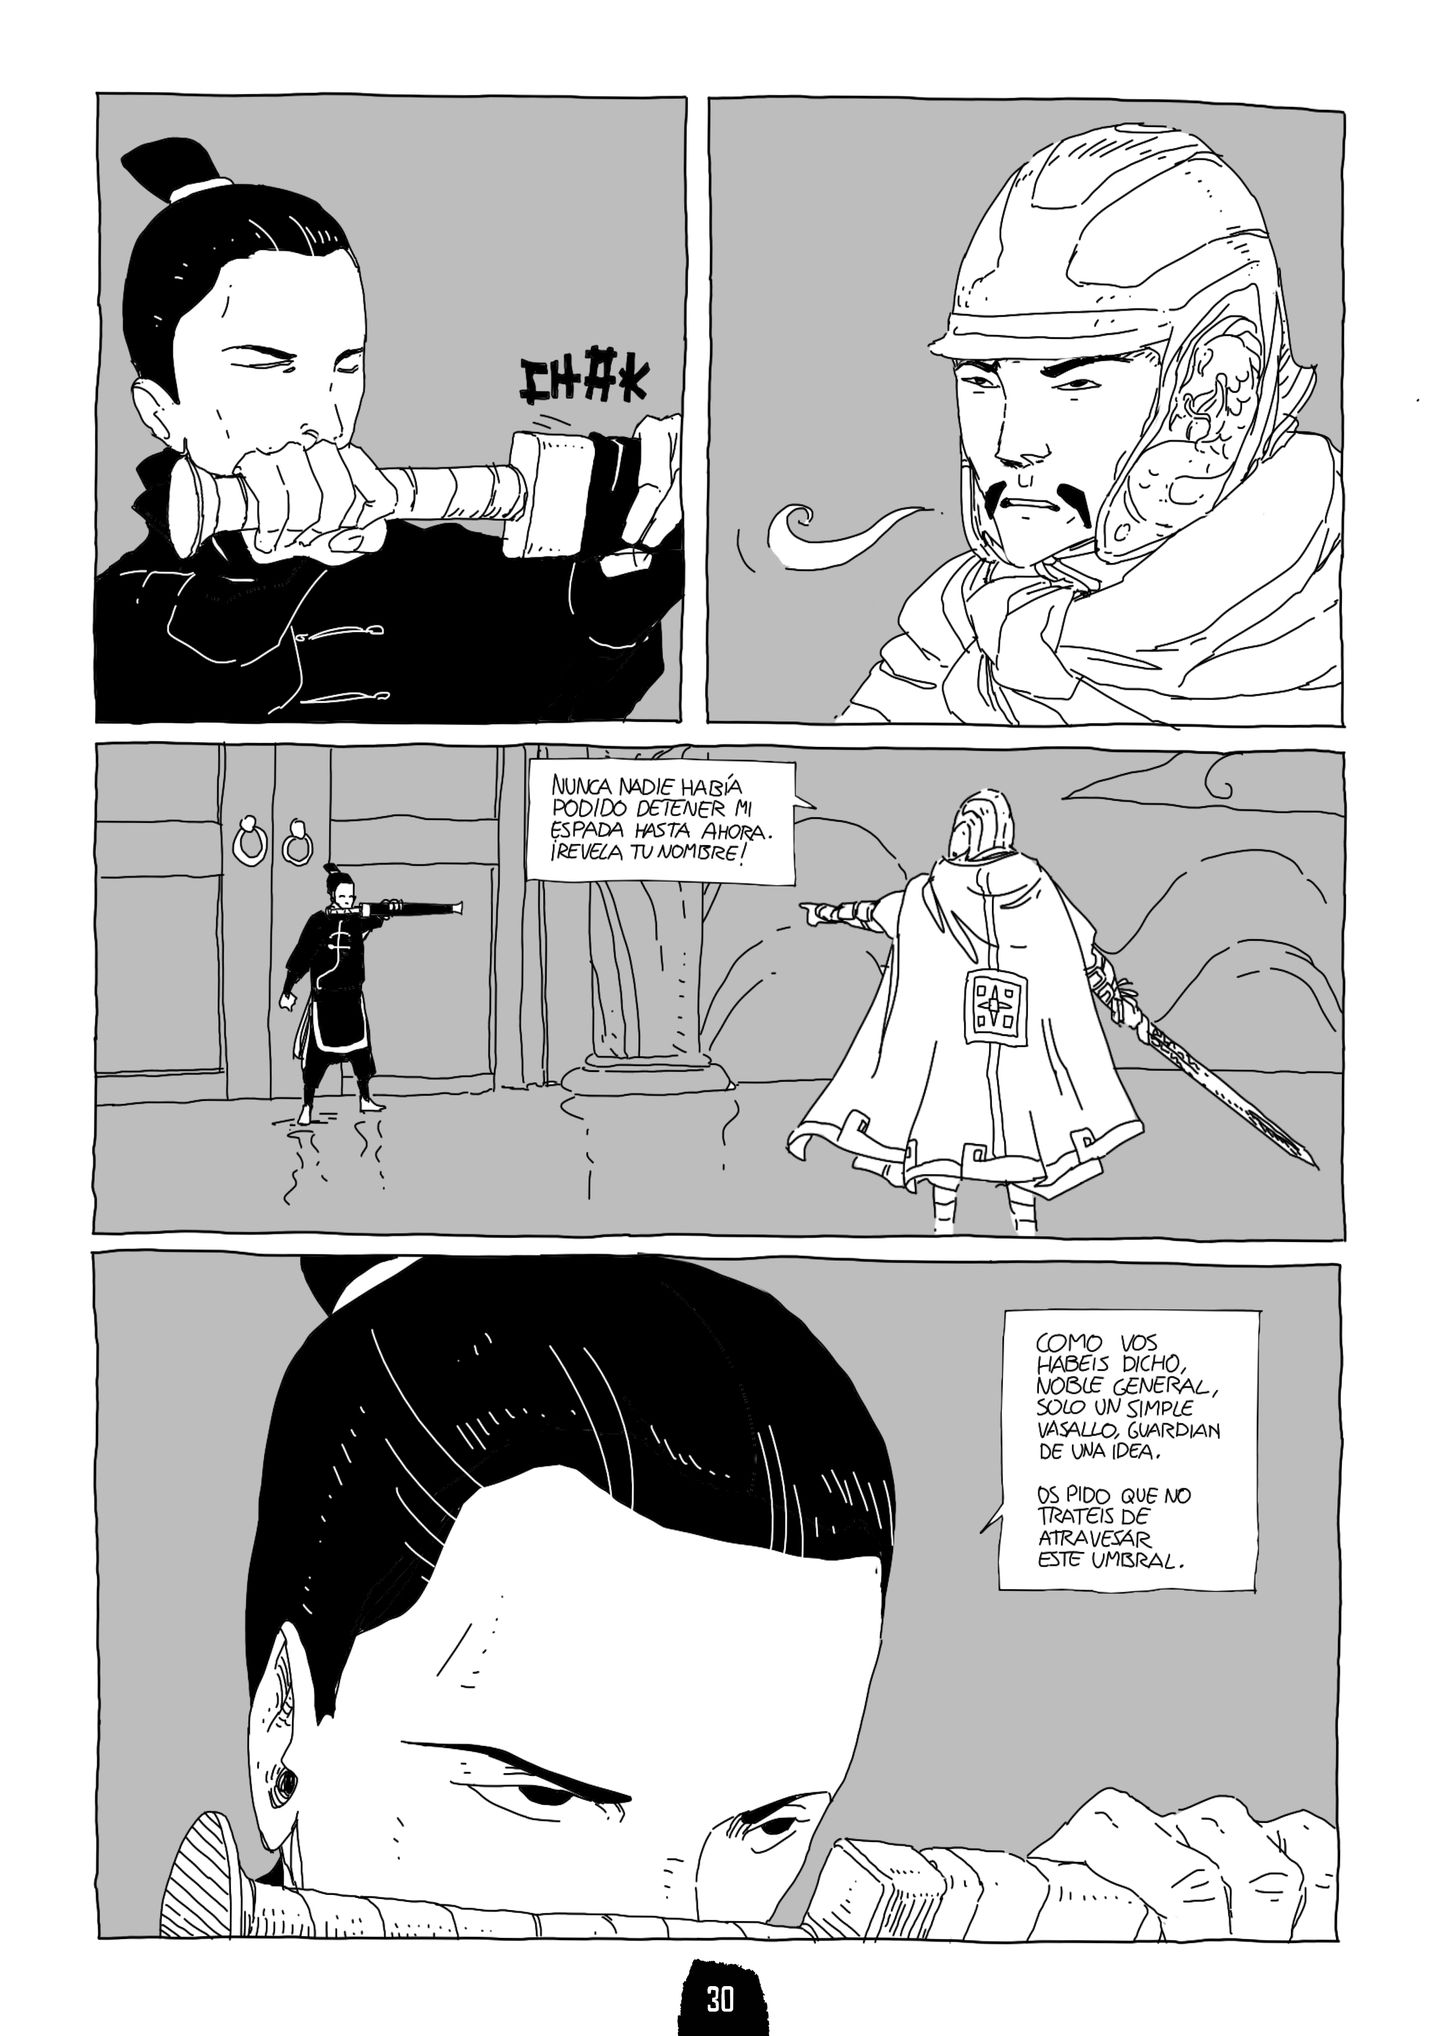 CHAK
NUNCA NADIE HABÍA
PODIDO DETENER MI
ESPADA HASTA AHORA.
¡REVELA TU NOMBRE!
COMO VOS
HABEIS DICHO,
NOBLE GENERAL,
SOLO UN SIMPLE
VASALLO, GUARDIAN
DE UNA IDEA.
OS PIDO QUE NO
TRATEIS DE
ATRAVESAR
ESTE UMBRAL.
30